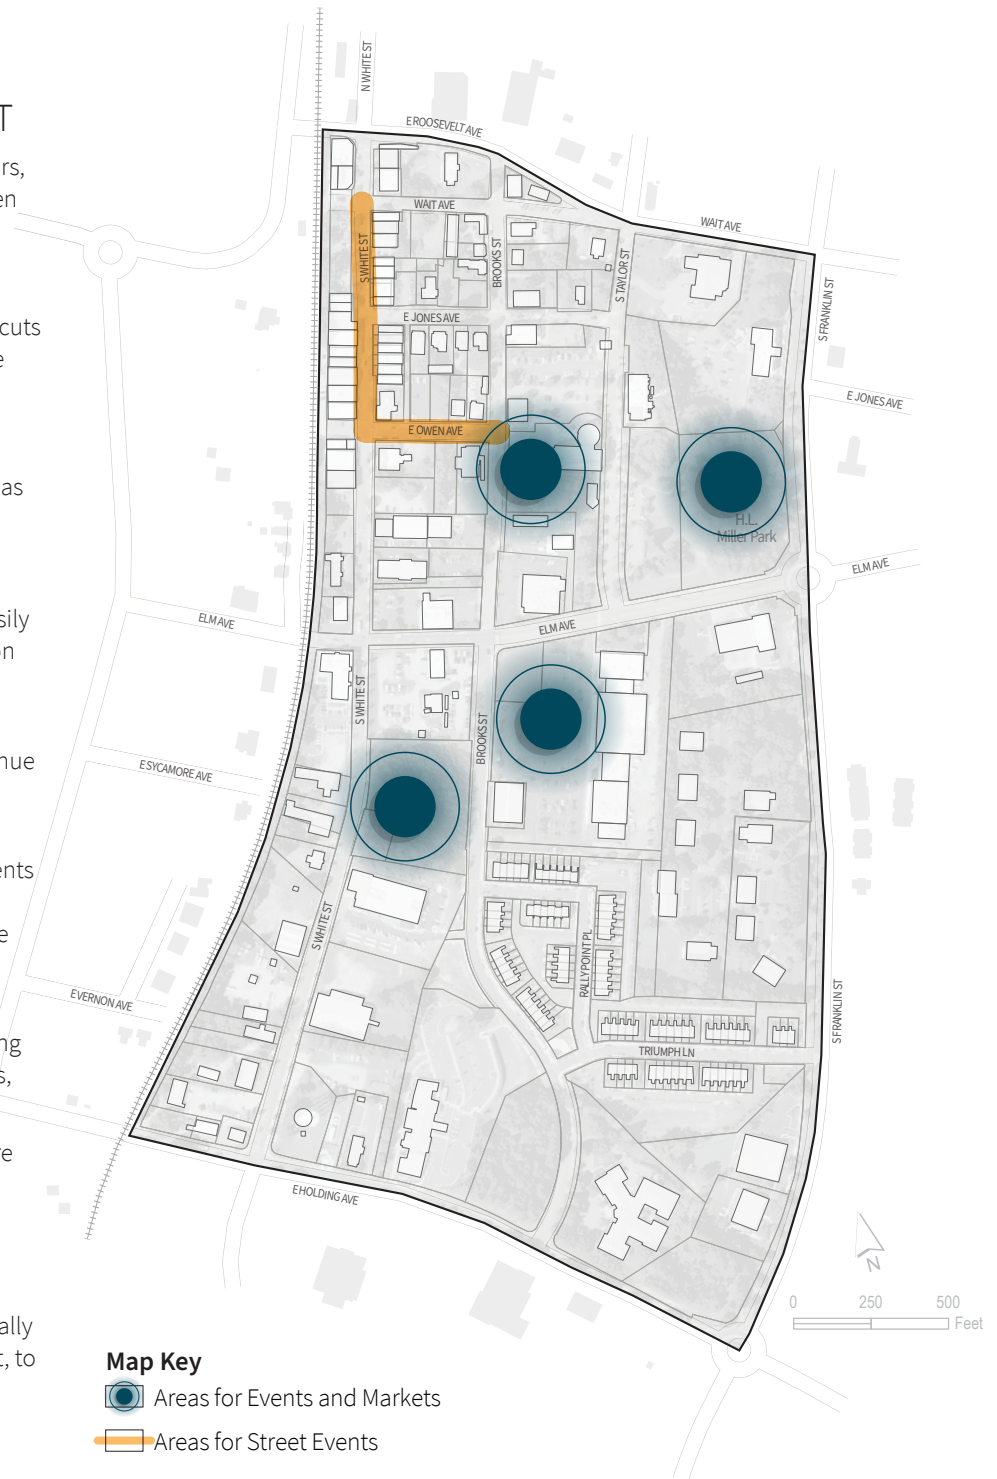 T
rs,
en
cuts
e
as
sily
on
nue
ents
e
ng
s,
re
ally
t, to
N WHITE ST
E ROOSEVELT AVE
WAIT AVE
WAIT AVE
S WHITE ST
BROOKS ST
S TAYLOR ST
S FRANKLIN ST
E JONES AVE
E JONES AVE
E OWEN AVE
H.L.
Miller Park
ELM AVE
ELM AVE
ELM AVE
S WHITE ST
BROOKS ST
E SYCAMORE AVE
S WHITE ST
RALLYPOINT PL
E VERNON AVE
S FRANKLIN ST
TRIUMPH LN
E HOLDING AVE
N
0 250 500
Feet
Map Key
Areas for Events and Markets
Areas for Street Events